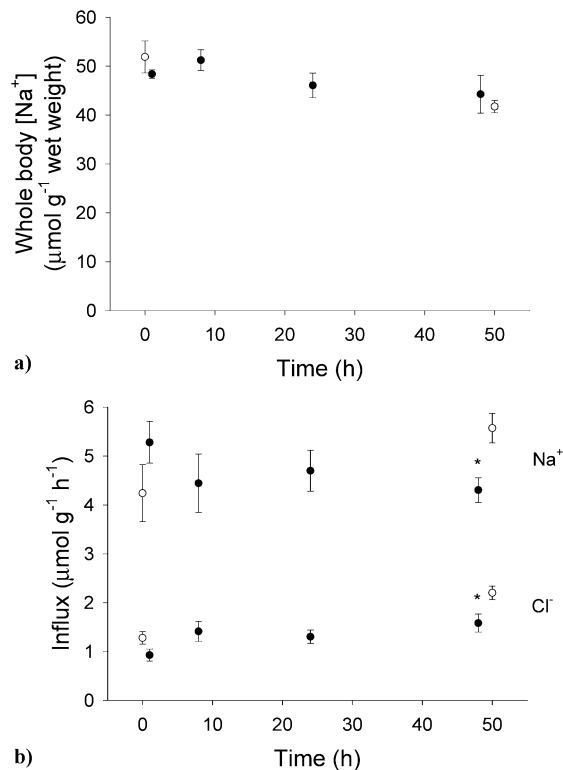 60
50
40
30
20
10
0
Whole body [Na⁺]
(µmol g⁻¹ wet weight)
0 10 20 30 40 50
Time (h)
a)
6
5
4
3
2
1
0
Influx (µmol g⁻¹ h⁻¹)
*
Na⁺
*
Cl⁻
0 10 20 30 40 50
Time (h)
b)